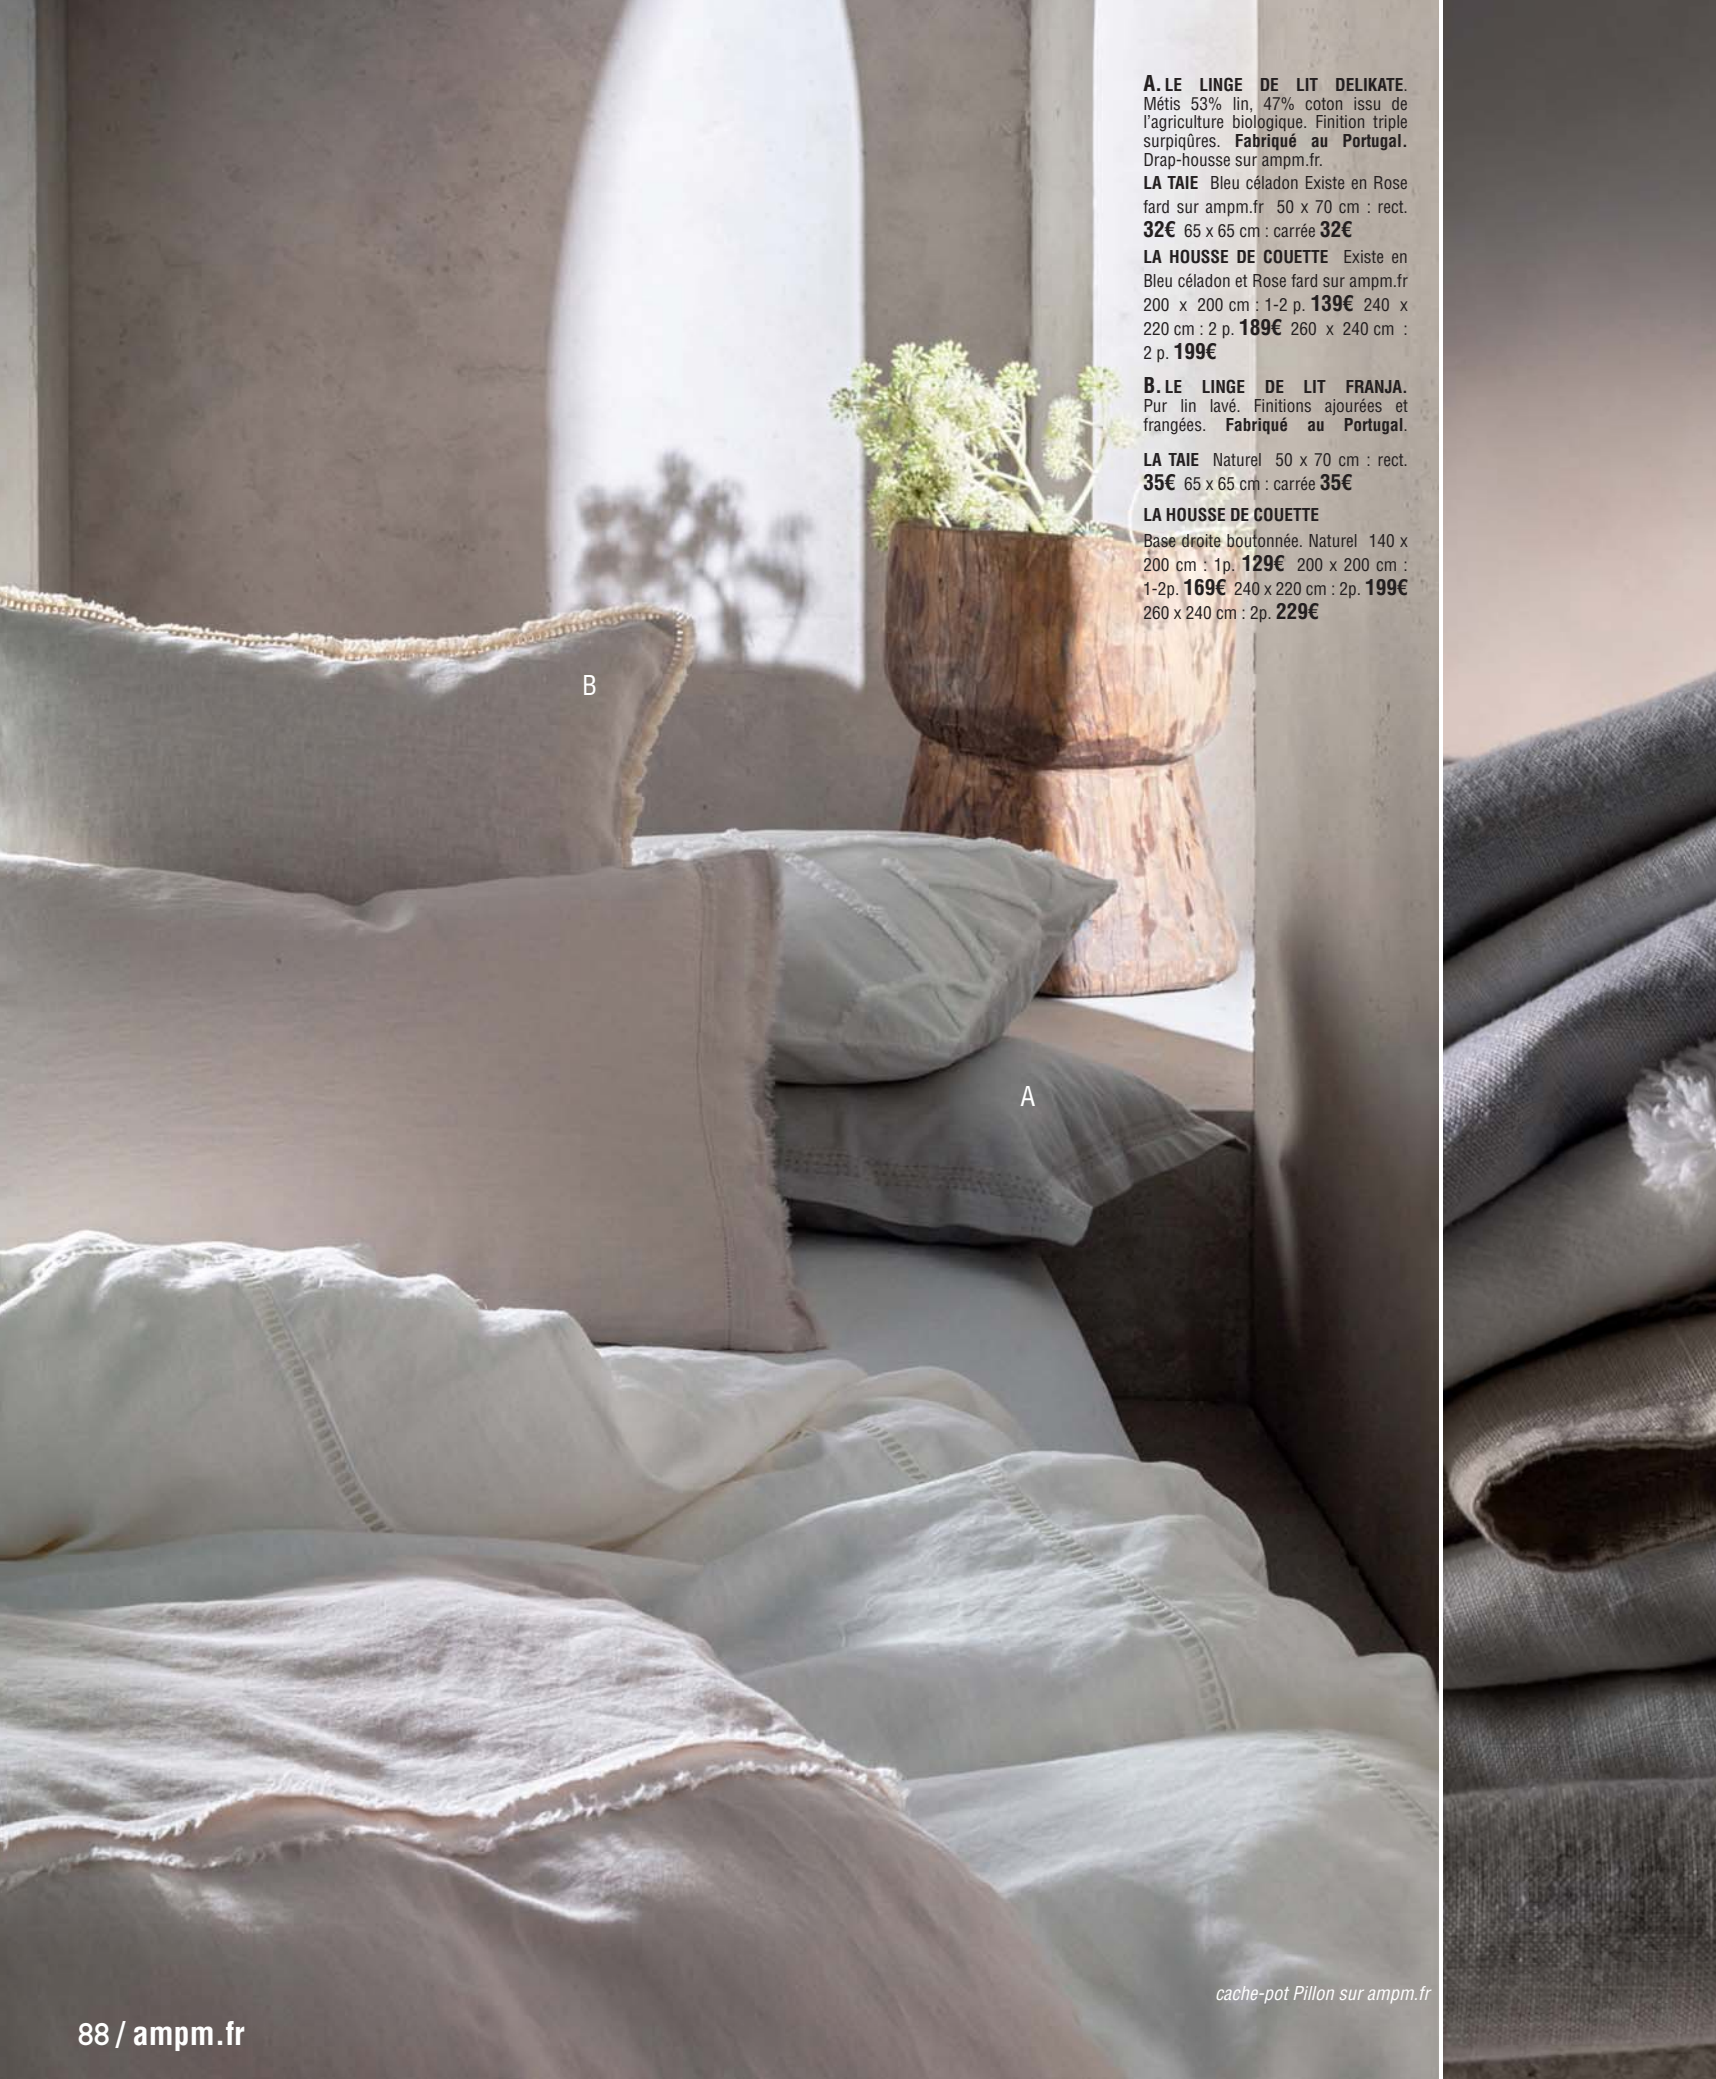 A. LE LINGE DE LIT DELIKATE.
Métis 53% lin, 47% coton issu de
l'agriculture biologique. Finition triple
surpiqûres. Fabriqué au Portugal.
Drap-housse sur ampm.fr.
LA TAIE Bleu céladon Existe en Rose
fard sur ampm.fr 50 x 70 cm : rect.
32€ 65 x 65 cm : carrée 32€
LA HOUSSE DE COUETTE Existe en
Bleu céladon et Rose fard sur ampm.fr
200 x 200 cm : 1-2 p. 139€ 240 x
220 cm : 2 p. 189€ 260 x 240 cm :
2 p. 199€
B. LE LINGE DE LIT FRANJA.
Pur lin lavé. Finitions ajourées et
frangées. Fabriqué au Portugal.
LA TAIE Naturel 50 x 70 cm : rect.
35€ 65 x 65 cm : carrée 35€
LA HOUSSE DE COUETTE
Base droite boutonnée. Naturel 140 x
200 cm : 1p. 129€ 200 x 200 cm :
1-2p. 169€ 240 x 220 cm : 2p. 199€
260 x 240 cm : 2p. 229€
B
A
cache-pot Pillon sur ampm.fr
88 / ampm.fr